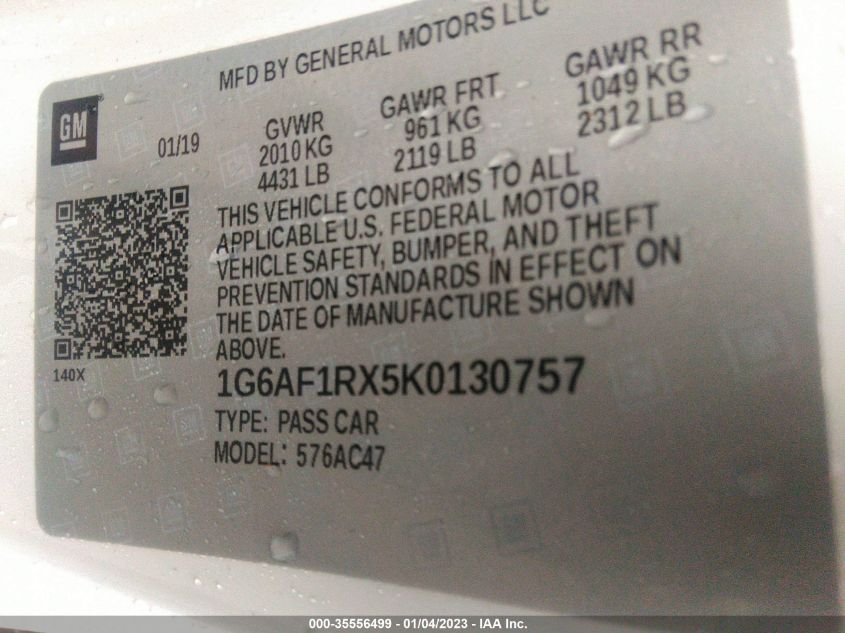 MFD BY GENERAL MOTORS LLC
GM
01/19
GVWR
2010 KG
4431 LB
GAWR FRT
961 KG
2119 LB
GAWR RR
1049 KG
2312 LB
THIS VEHICLE CONFORMS TO ALL
APPLICABLE U.S. FEDERAL MOTOR
VEHICLE SAFETY, BUMPER, AND THEFT
PREVENTION STANDARDS IN EFFECT ON
THE DATE OF MANUFACTURE SHOWN
ABOVE.
140X
1G6AF1RX5K0130757
TYPE: PASS CAR
MODEL: 576AC47
000-35556499 - 01/04/2023 - IAA Inc.